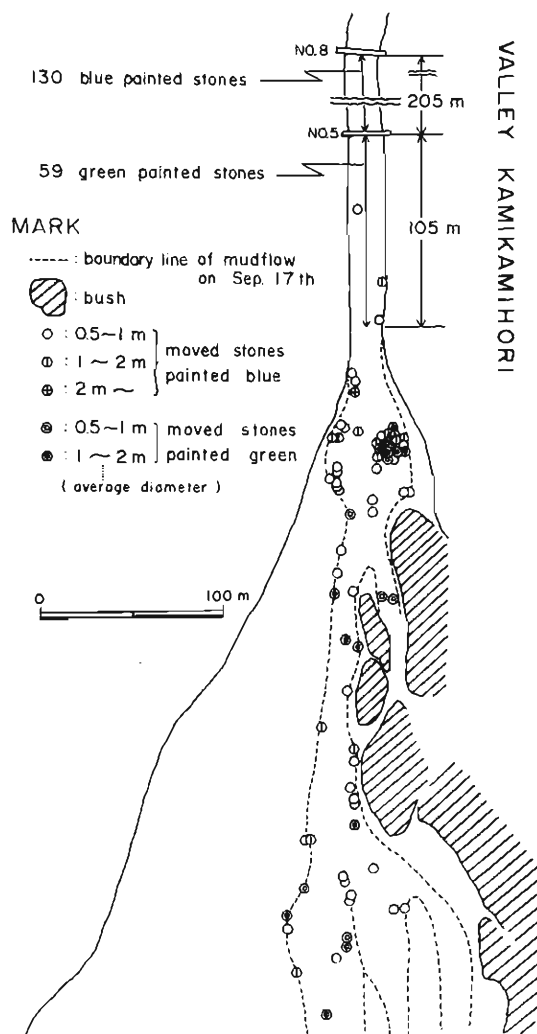 NO.8
130 blue painted stones
205 m
NO.5
59 green painted stones
105 m
VALLEY KAMIKAMIHORI
MARK
: boundary line of mudflow
on Sep. 17th
: bush
: 0.5~1 m
: 1 ~ 2 m
: 2 m ~
moved stones
painted blue
: 0.5~1 m
: 1 ~ 2 m
moved stones
painted green
( average diameter )
0
100 m